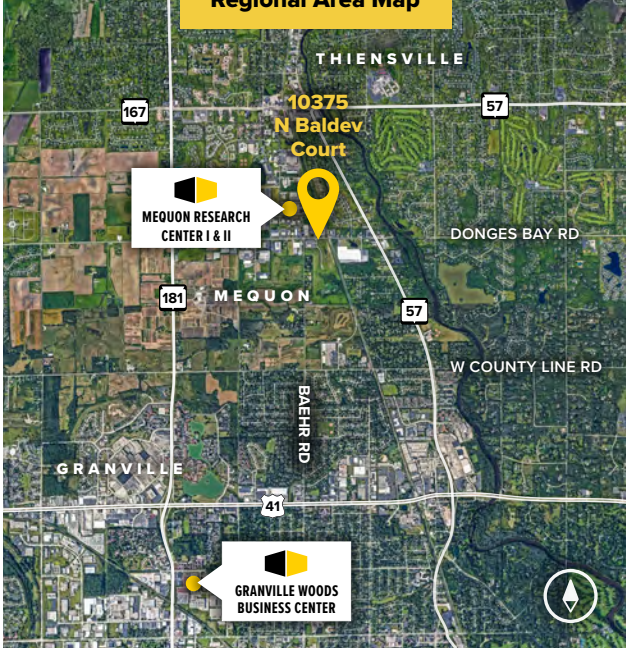 Regional Area Map
THIENSVILLE
167
57
10375
N Baldev
Court
MEQUON RESEARCH
CENTER I & II
DONGES BAY RD
181
MEQUON
57
W COUNTY LINE RD
BAEHR RD
GRANVILLE
41
GRANVILLE WOODS
BUSINESS CENTER